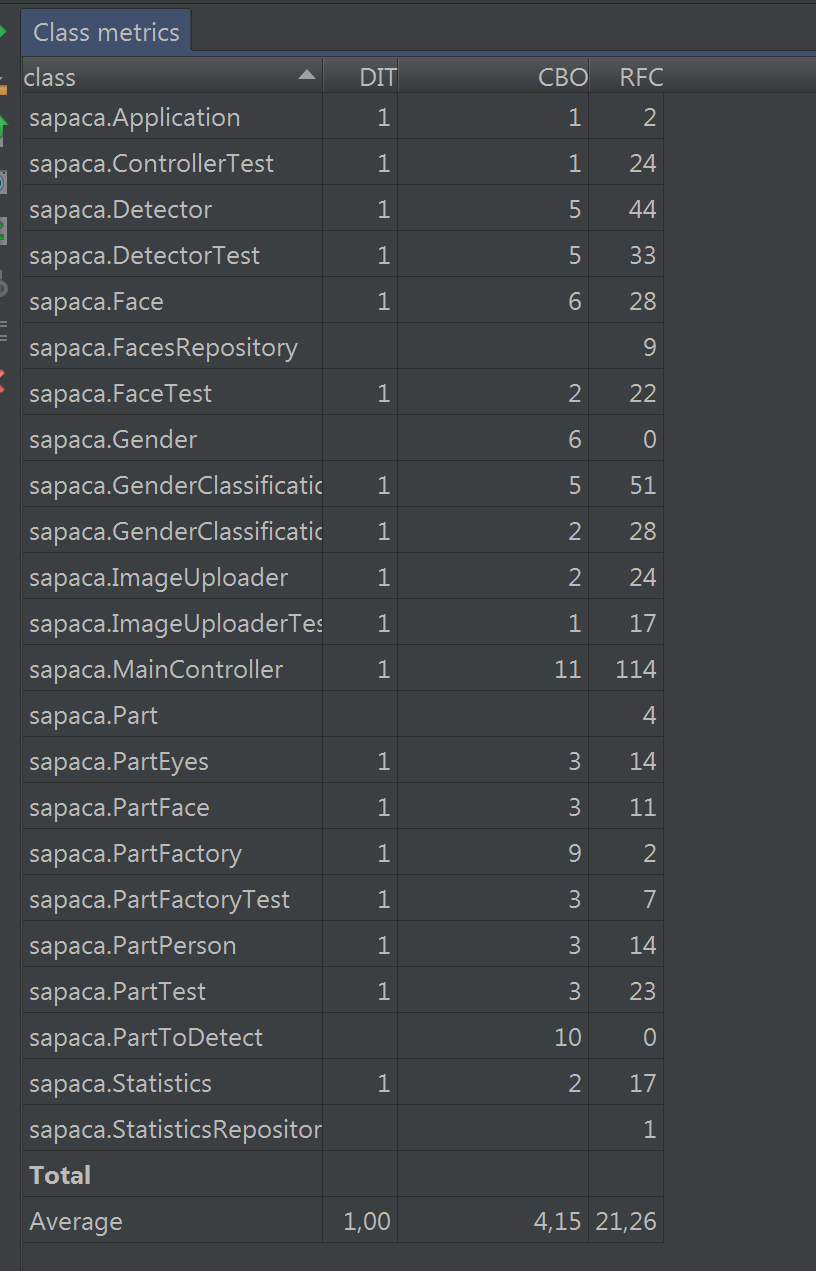 Class metrics
class DIT CBO RFC
sapaca.Application 1 1 2
sapaca.ControllerTest 1 1 24
sapaca.Detector 1 5 44
sapaca.DetectorTest 1 5 33
sapaca.Face 1 6 28
sapaca.FacesRepository 9
sapaca.FaceTest 1 2 22
sapaca.Gender 6 0
sapaca.GenderClassificatic 1 5 51
sapaca.GenderClassificatic 1 2 28
sapaca.ImageUploader 1 2 24
sapaca.ImageUploaderTes 1 1 17
sapaca.MainController 1 11 114
sapaca.Part 4
sapaca.PartEyes 1 3 14
sapaca.PartFace 1 3 11
sapaca.PartFactory 1 9 2
sapaca.PartFactoryTest 1 3 7
sapaca.PartPerson 1 3 14
sapaca.PartTest 1 3 23
sapaca.PartToDetect 10 0
sapaca.Statistics 1 2 17
sapaca.StatisticsRepositor 1
Total
Average 1,00 4,15 21,26